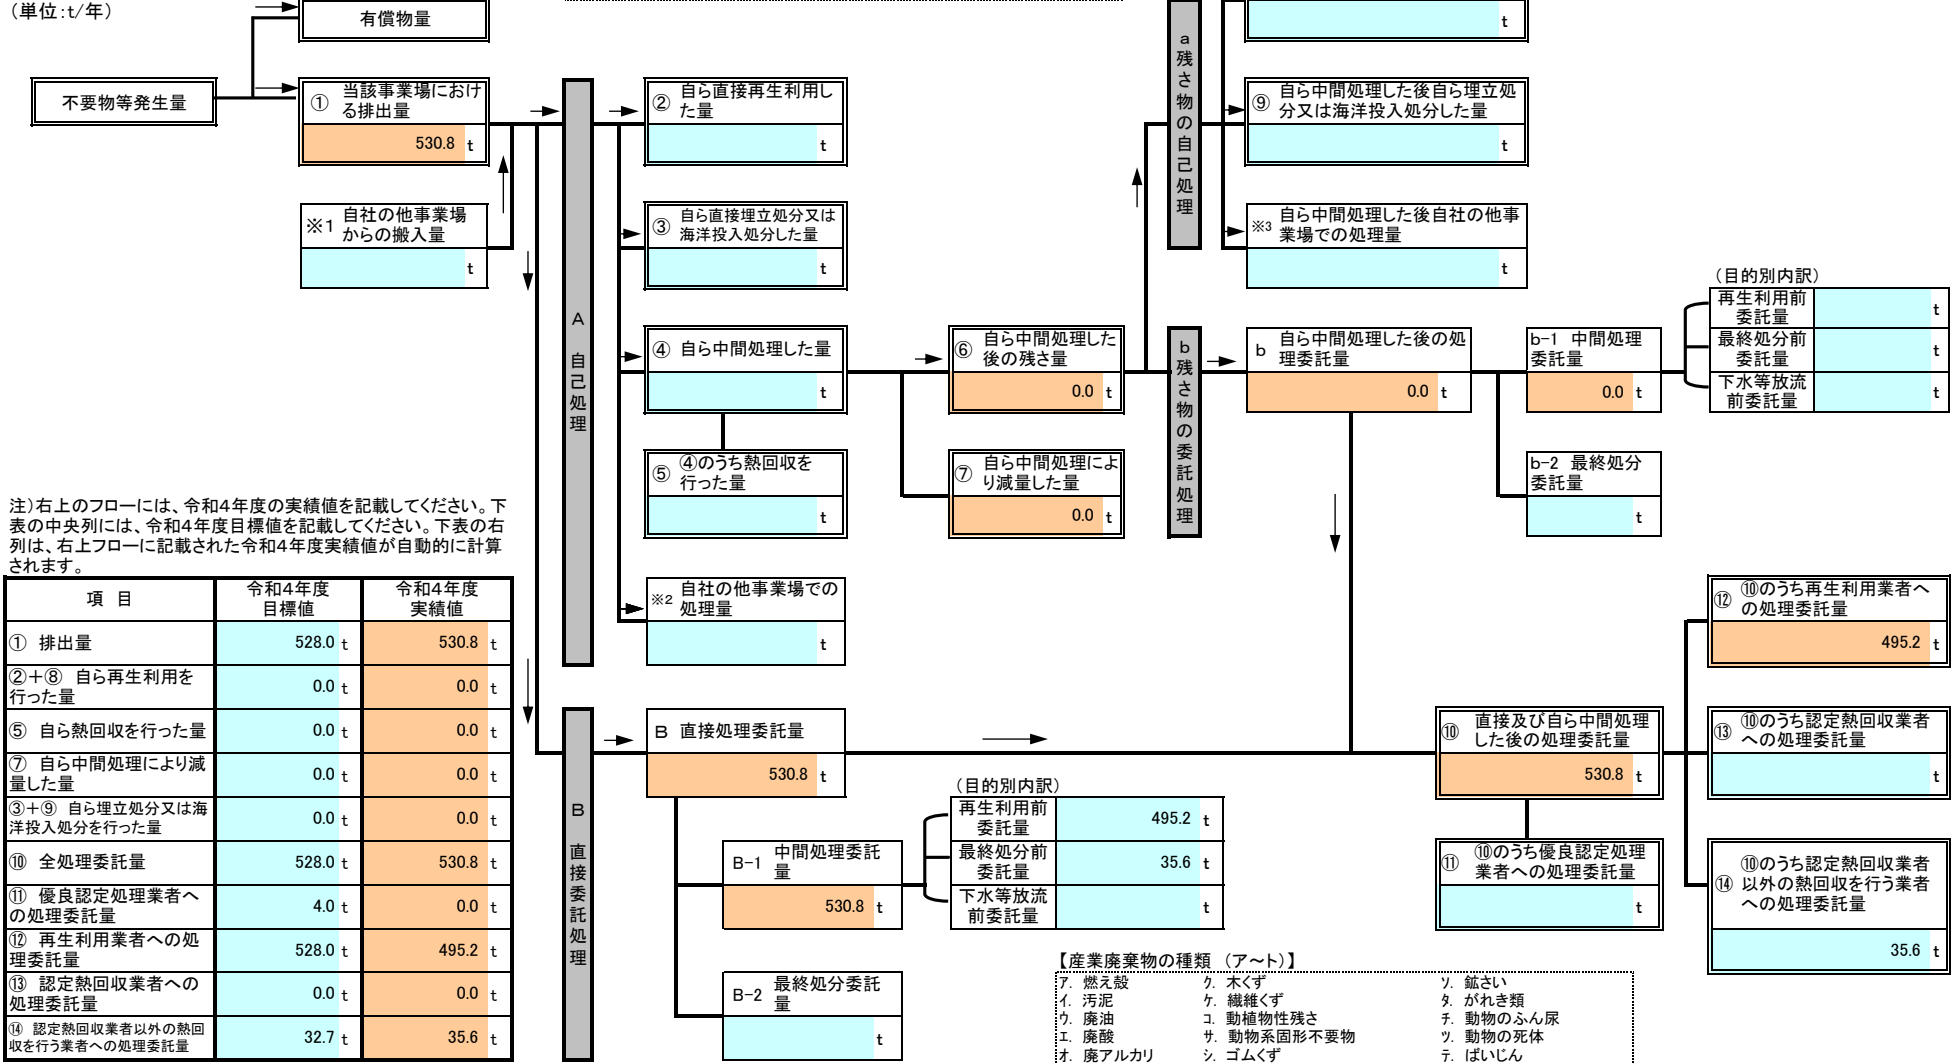 （単位：t/年）
有償物量
不要物等発生量
① 当該事業場におけ
る排出量
530.8 t
※1 自社の他事業場
からの搬入量
t
A 自己処理
② 自ら直接再生利用し
た量
t
③ 自ら直接埋立処分又は
海洋投入処分した量
t
④ 自ら中間処理した量
t
⑤ ④のうち熱回収を
行った量
t
※2 自社の他事業場での
処理量
t
⑥ 自ら中間処理した
後の残さ量
0.0 t
⑦ 自ら中間処理によ
り減量した量
0.0 t
a 残さ物の自己処理
t
⑨ 自ら中間処理した後自ら埋立処
分又は海洋投入処分した量
t
※3 自ら中間処理した後自社の他事
業場での処理量
t
b 残さ物の委託処理
b 自ら中間処理した後の処
理委託量
0.0 t
b-1 中間処理
委託量
0.0 t
（目的別内訳）
再生利用前
委託量
t
最終処分前
委託量
t
下水等放流
前委託量
t
b-2 最終処分
委託量
t
注）右上のフローには、令和４年度の実績値を記載してください。下
表の中央列には、令和４年度目標値を記載してください。下表の右
列は、右上フローに記載された令和４年度実績値が自動的に計算
されます。
項 目
令和４年度
目標値
令和４年度
実績値
① 排出量 528.0 t 530.8 t
②＋⑧ 自ら再生利用を
行った量 0.0 t 0.0 t
⑤ 自ら熱回収を行った量 0.0 t 0.0 t
⑦ 自ら中間処理により減
量した量 0.0 t 0.0 t
③＋⑨ 自ら埋立処分又は海
洋投入処分を行った量 0.0 t 0.0 t
⑩ 全処理委託量 528.0 t 530.8 t
⑪ 優良認定処理業者へ
の処理委託量 4.0 t 0.0 t
⑫ 再生利用業者への処
理委託量 528.0 t 495.2 t
⑬ 認定熱回収業者への
処理委託量 0.0 t 0.0 t
⑭ 認定熱回収業者以外の熱回
収を行う業者への処理委託量 32.7 t 35.6 t
B 直接委託処理
B 直接処理委託量
530.8 t
B-1 中間処理委託
量
530.8 t
（目的別内訳）
再生利用前
委託量
495.2 t
最終処分前
委託量
35.6 t
下水等放流
前委託量
t
B-2 最終処分委託
量
t
⑩ 直接及び自ら中間処理
した後の処理委託量
530.8 t
⑪ ⑩のうち優良認定処理
業者への処理委託量
t
⑫ ⑩のうち再生利用業者へ
の処理委託量
495.2 t
⑬ ⑩のうち認定熱回収業者
への処理委託量
t
⑭ ⑩のうち認定熱回収業者
以外の熱回収を行う業者
への処理委託量
35.6 t
【産業廃棄物の種類 （ア～ト）】
ア. 燃え殻 ク. 木くず ソ. 鉱さい
イ. 汚泥 ケ. 繊維くず タ. がれき類
ウ. 廃油 コ. 動植物性残さ チ. 動物のふん尿
エ. 廃酸 サ. 動物系固形不要物 ツ. 動物の死体
オ. 廃アルカリ シ. ゴムくず テ. ばいじん